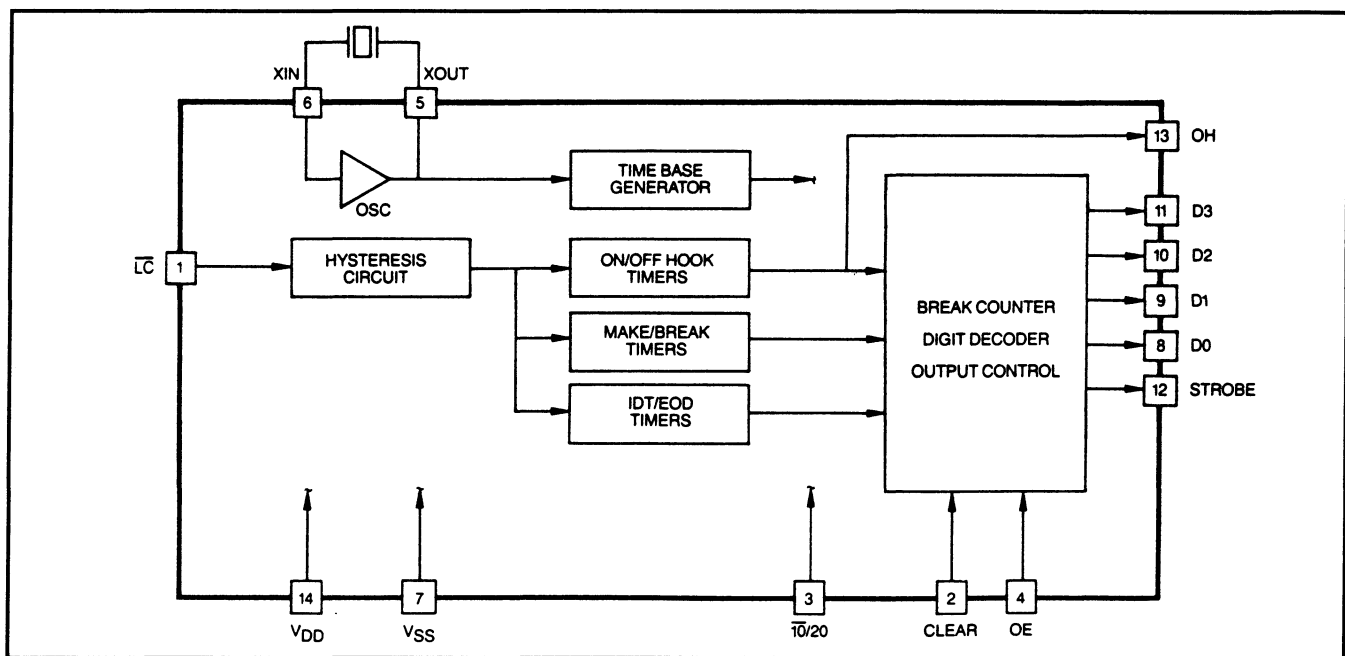 XIN
XOUT
6
5
OSC
TIME BASE
GENERATOR
13 OH
11 D3
10 D2
9 D1
8 D0
12 STROBE
L̅C̅ 1
HYSTERESIS
CIRCUIT
ON/OFF HOOK
TIMERS
MAKE/BREAK
TIMERS
IDT/EOD
TIMERS
BREAK COUNTER
DIGIT DECODER
OUTPUT CONTROL
14
7
3
2
4
VDD
VSS
1̅0̅/20
CLEAR
OE